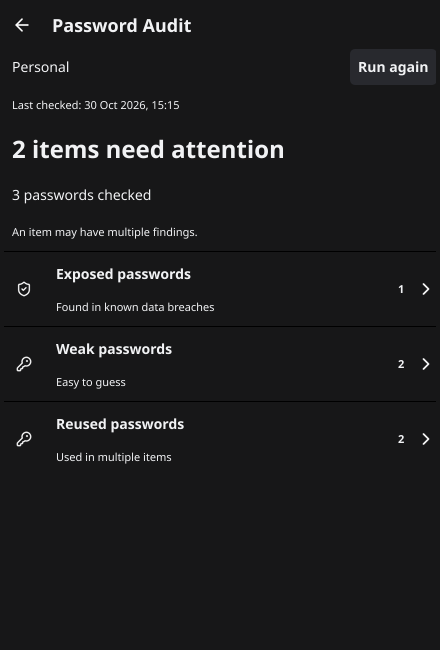 Password Audit
Personal
Run again
Last checked: 30 Oct 2026, 15:15
2 items need attention
3 passwords checked
An item may have multiple findings.
Exposed passwords
1
Found in known data breaches
Weak passwords
2
Easy to guess
Reused passwords
2
Used in multiple items